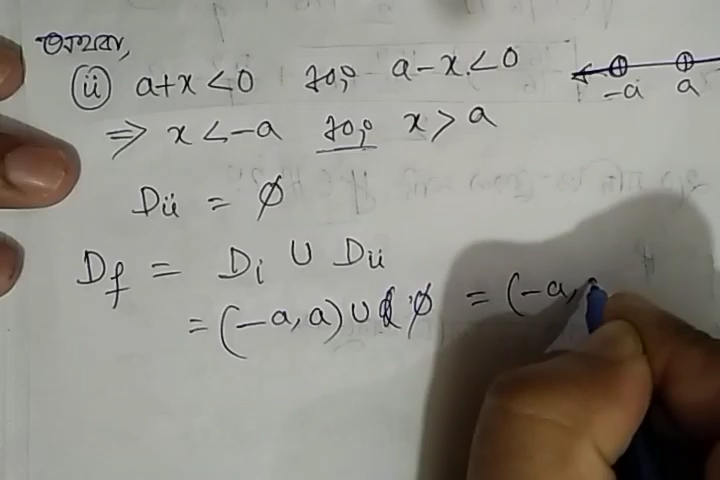 অথবা,
(ii) a+x<0 এবং a-x<0
⇒ x<-a এবং x>a
-a a
Dii = ∅
Df = Di ∪ Dii
= (-a, a) ∪ ∅ = (-a,